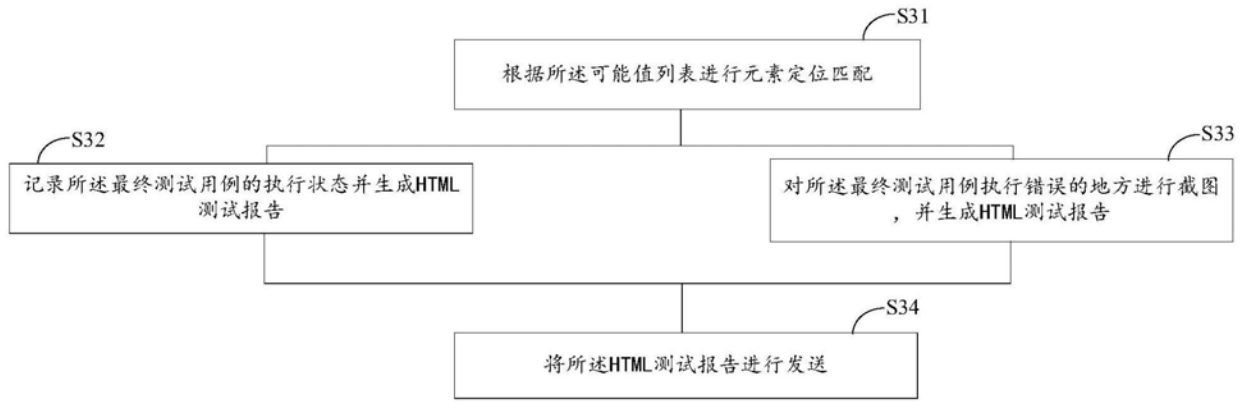 S31
根据所述可能值列表进行元素定位匹配
S32
S33
记录所述最终测试用例的执行状态并生成HTML
测试报告
对所述最终测试用例执行错误的地方进行截图
，并生成HTML测试报告
S34
将所述HTML测试报告进行发送